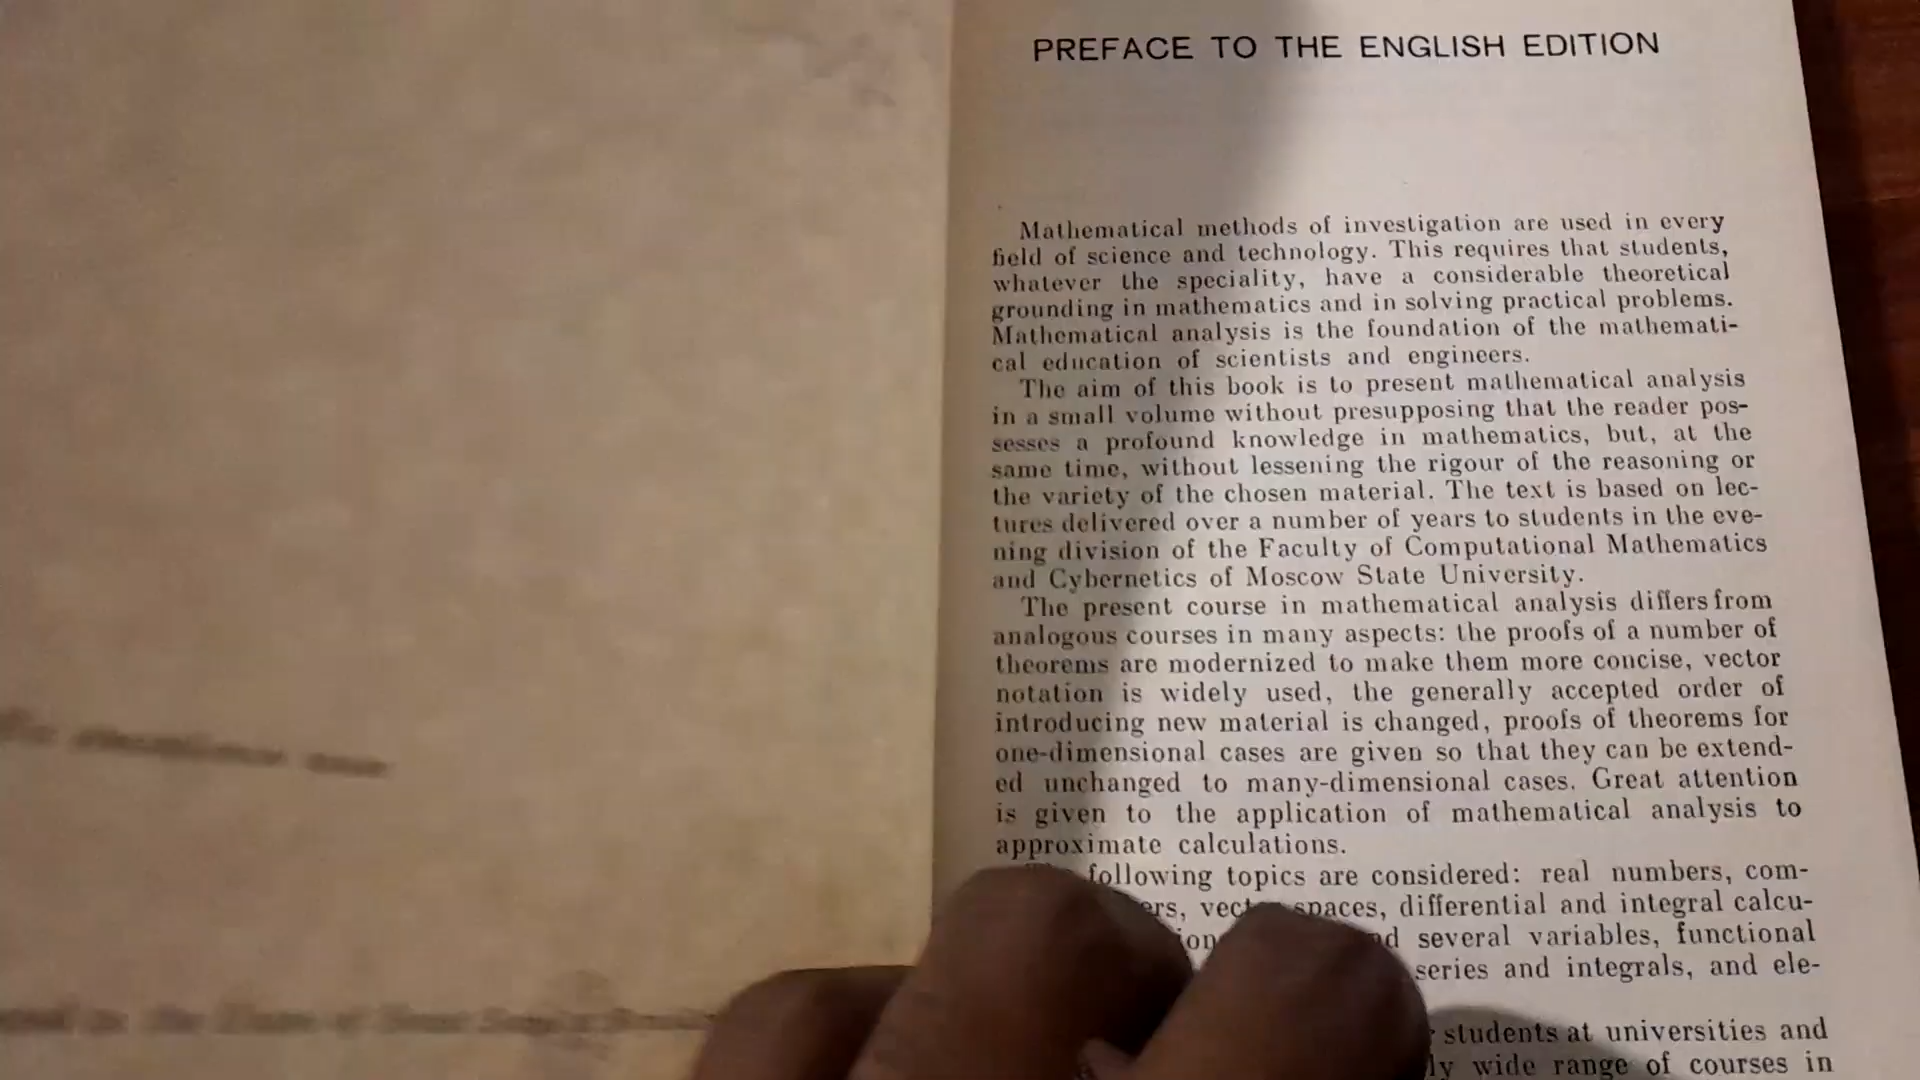 PREFACE TO THE ENGLISH EDITION
Mathematical methods of investigation are used in every
field of science and technology. This requires that students,
whatever the speciality, have a considerable theoretical
grounding in mathematics and in solving practical problems.
Mathematical analysis is the foundation of the mathemati-
cal education of scientists and engineers.
The aim of this book is to present mathematical analysis
in a small volume without presupposing that the reader pos-
sesses a profound knowledge in mathematics, but, at the
same time, without lessening the rigour of the reasoning or
the variety of the chosen material. The text is based on lec-
tures delivered over a number of years to students in the eve-
ning division of the Faculty of Computational Mathematics
and Cybernetics of Moscow State University.
The present course in mathematical analysis differs from
analogous courses in many aspects: the proofs of a number of
theorems are modernized to make them more concise, vector
notation is widely used, the generally accepted order of
introducing new material is changed, proofs of theorems for
one-dimensional cases are given so that they can be extend-
ed unchanged to many-dimensional cases. Great attention
is given to the application of mathematical analysis to
approximate calculations.
following topics are considered: real numbers, com-
spaces, differential and integral calcu-
several variables, functional
series and integrals, and ele-
students at universities and
wide range of courses in